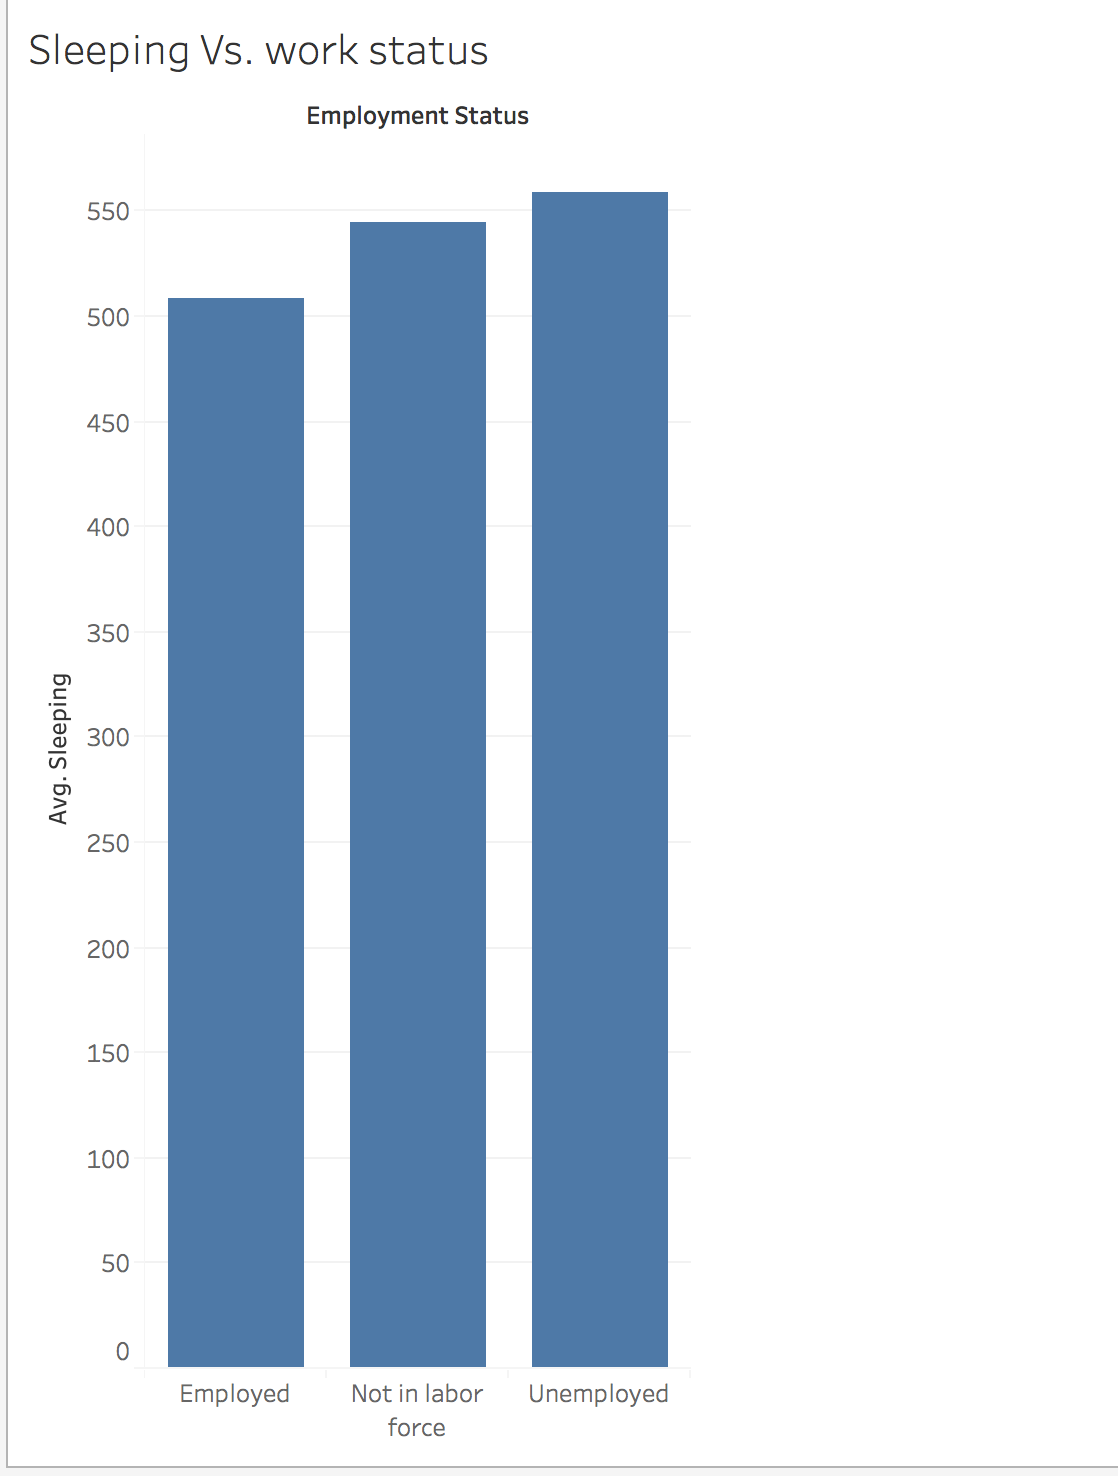 Sleeping Vs. work status
Employment Status
550
500
450
400
350
300
250
200
150
100
50
0
Avg. Sleeping
Employed
Not in labor
force
Unemployed